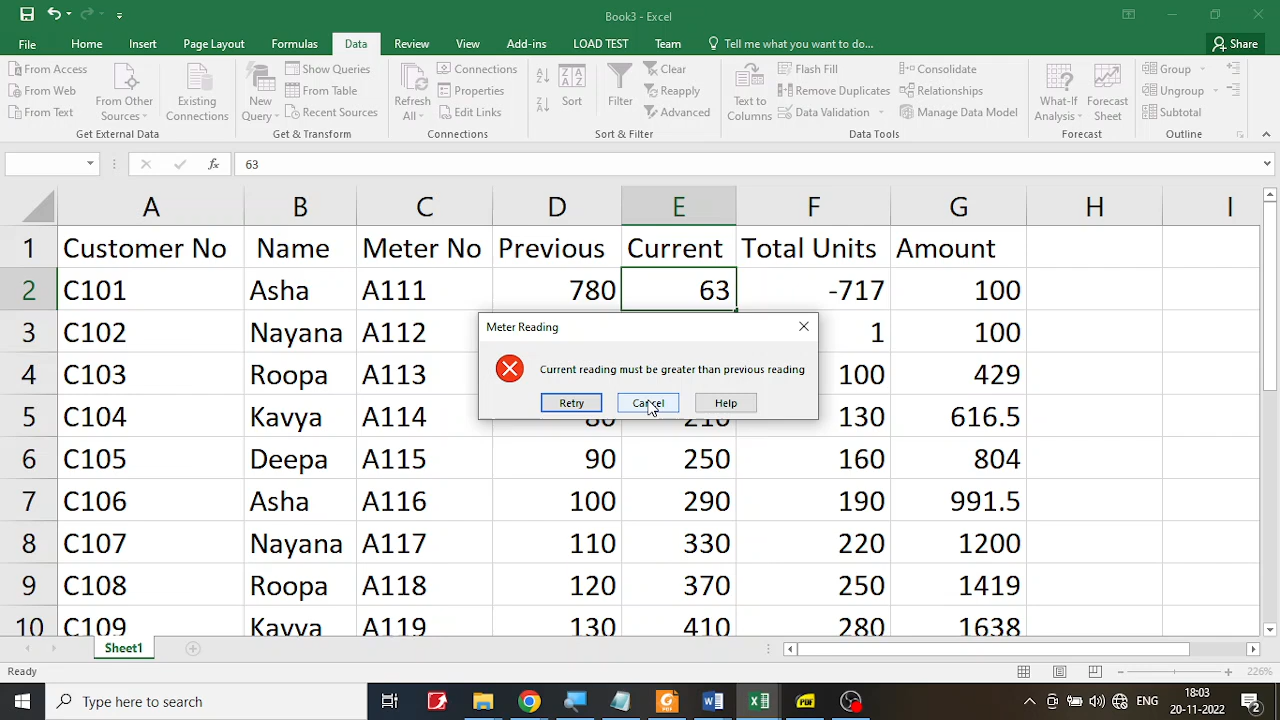 Book3 - Excel
File Home Insert Page Layout Formulas Data Review View Add-ins LOAD TEST Team Tell me what you want to do... Share
From Access
From Web
From Text
From Other Sources
Existing Connections
Get External Data
New Query
Show Queries
From Table
Recent Sources
Get & Transform
Refresh All
Connections
Properties
Edit Links
Connections
Sort
Filter
Clear
Reapply
Advanced
Sort & Filter
Text to Columns
Flash Fill
Remove Duplicates
Data Validation
Consolidate
Relationships
Manage Data Model
Data Tools
What-If Analysis
Forecast Sheet
Forecast
Group
Ungroup
Subtotal
Outline
fx 63
A B C D E F G H I
1 Customer No Name Meter No Previous Current Total Units Amount
2 C101 Asha A111 780 63 -717 100
3 C102 Nayana A112 1 100
4 C103 Roopa A113 100 429
5 C104 Kavya A114 80 210 130 616.5
6 C105 Deepa A115 90 250 160 804
7 C106 Asha A116 100 290 190 991.5
8 C107 Nayana A117 110 330 220 1200
9 C108 Roopa A118 120 370 250 1419
10 C109 Kavya A119 130 410 280 1638
Meter Reading
Current reading must be greater than previous reading
Retry Cancel Help
Sheet1
Ready 226%
Type here to search
PDF
ENG
18:03
20-11-2022
2